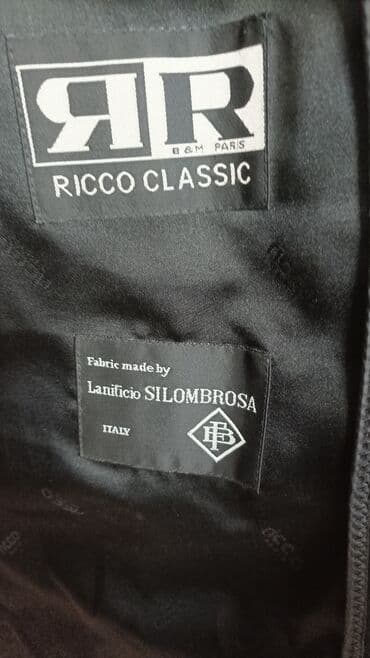 RR
B & M PARIS
RICCO CLASSIC
Fabric made by
Lanificio SILOMBROSA
ITALY